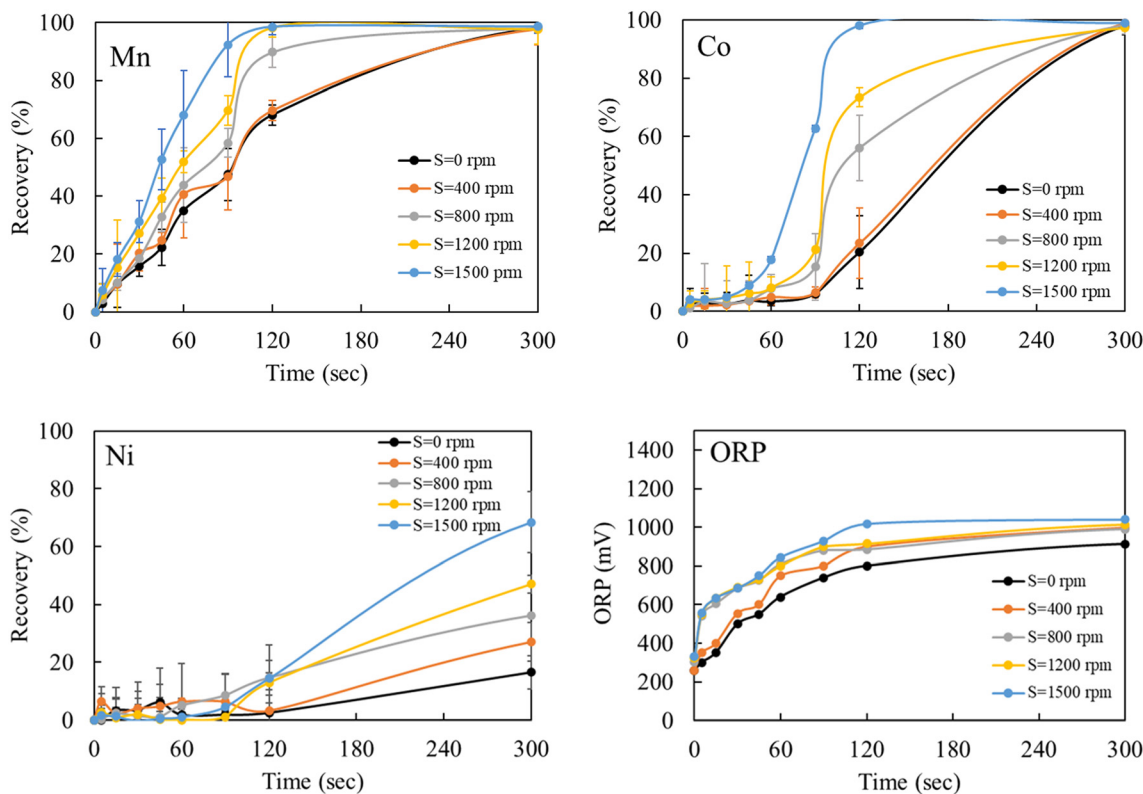 Mn
Recovery (%)
100
80
60
40
20
0
S=0 rpm
S=400 rpm
S=800 rpm
S=1200 rpm
S=1500 prm
0 60 120 180 240 300
Time (sec)
Co
Recovery (%)
100
80
60
40
20
0
S=0 rpm
S=400 rpm
S=800 rpm
S=1200 rpm
S=1500 rpm
0 60 120 180 240 300
Time (sec)
Ni
Recovery (%)
100
80
60
40
20
0
S=0 rpm
S=400 rpm
S=800 rpm
S=1200 rpm
S=1500 rpm
0 60 120 180 240 300
Time (sec)
ORP
ORP (mV)
1400
1200
1000
800
600
400
200
0
S=0 rpm
S=400 rpm
S=800 rpm
S=1200 rpm
S=1500 rpm
0 60 120 180 240 300
Time (sec)